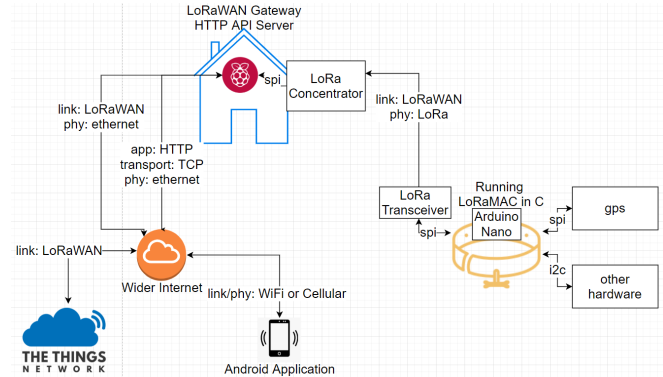 LoRaWAN Gateway
HTTP API Server
spi
LoRa
Concentrator
link: LoRaWAN
phy: ethernet
link: LoRaWAN
phy: LoRa
app: HTTP
transport: TCP
phy: ethernet
LoRa
Transceiver
spi
Running
LoRaMAC in C
Arduino
Nano
spi
gps
i2c
other
hardware
link: LoRaWAN
Wider Internet
link/phy: WiFi or Cellular
THE THINGS
NETWORK
Android Application